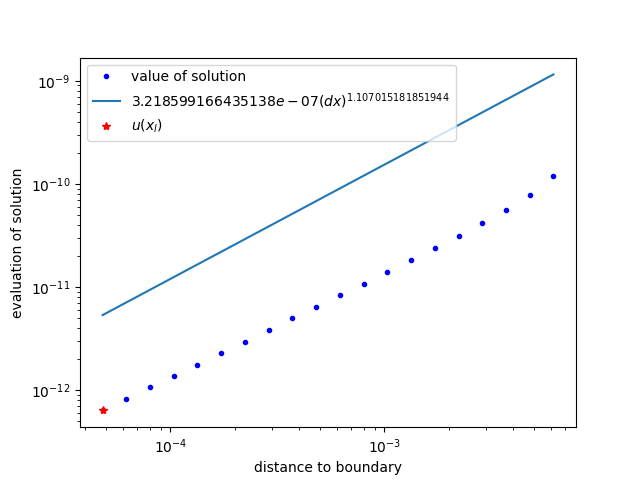 value of solution
3.218599166435138e − 07(dx)^1.107015181851944
u(x_l)
10^−9
10^−10
10^−11
10^−12
evaluation of solution
10^−4
10^−3
distance to boundary